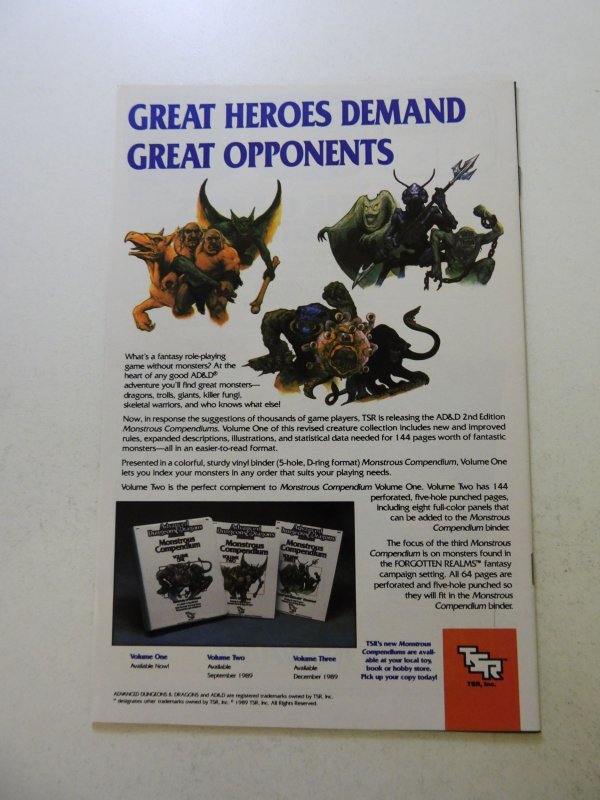 GREAT HEROES DEMAND
GREAT OPPONENTS
What's a fantasy role-playing
game without monsters? At the
heart of any good AD&D®
adventure you'll find great monsters—
dragons, trolls, giants, killer fungi,
skeletal warriors, and who knows what else!
Now, in response the suggestions of thousands of game players, TSR is releasing the AD&D 2nd Edition
Monstrous Compendiums. Volume One of this revised creature collection includes new and improved
rules, expanded descriptions, illustrations, and statistical data needed for 144 pages worth of fantastic
monsters—all in an easier-to-read format.
Presented in a colorful, sturdy vinyl binder (5-hole, D-ring format) Monstrous Compendium, Volume One
lets you index your monsters in any order that suits your playing needs.
Volume Two is the perfect complement to Monstrous Compendium Volume One. Volume Two has 144
perforated, five-hole punched pages,
including eight full-color panels that
can be added to the Monstrous
Compendium binder.
The focus of the third Monstrous
Compendium is on monsters found in
the FORGOTTEN REALMS™ fantasy
campaign setting. All 64 pages are
perforated and five-hole punched so
they will fit in the Monstrous
Compendium binder.
Advanced
Dungeons & Dragons
Monstrous
Compendium
VOLUME
ONE
Advanced
Dungeons & Dragons
Monstrous
Compendium
VOLUME
TWO
Advanced
Dungeons & Dragons
Monstrous
Compendium
Volume One
Available Now!
Volume Two
Available
September 1989
Volume Three
Available
December 1989
TSR's new Monstrous
Compendiums are avail-
able at your local toy,
book or hobby store.
Pick up your copy today!
TSR
TSR, Inc.
ADVANCED DUNGEONS & DRAGONS and AD&D are registered trademarks owned by TSR, Inc.
™ designates other trademarks owned by TSR, Inc. © 1989 TSR, Inc. All Rights Reserved.